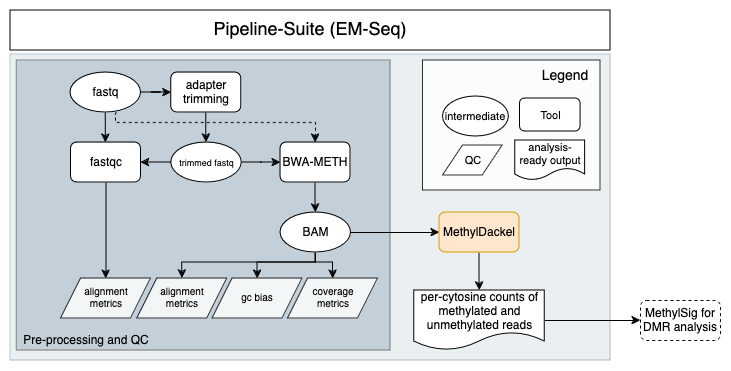 Pipeline-Suite (EM-Seq)
fastq
adapter
trimming
Legend
intermediate
Tool
QC
analysis-
ready output
fastqc
trimmed fastq
BWA-METH
BAM
MethylDackel
alignment
metrics
alignment
metrics
gc bias
coverage
metrics
per-cytosine counts of
methylated and
unmethylated reads
MethylSig for
DMR analysis
Pre-processing and QC